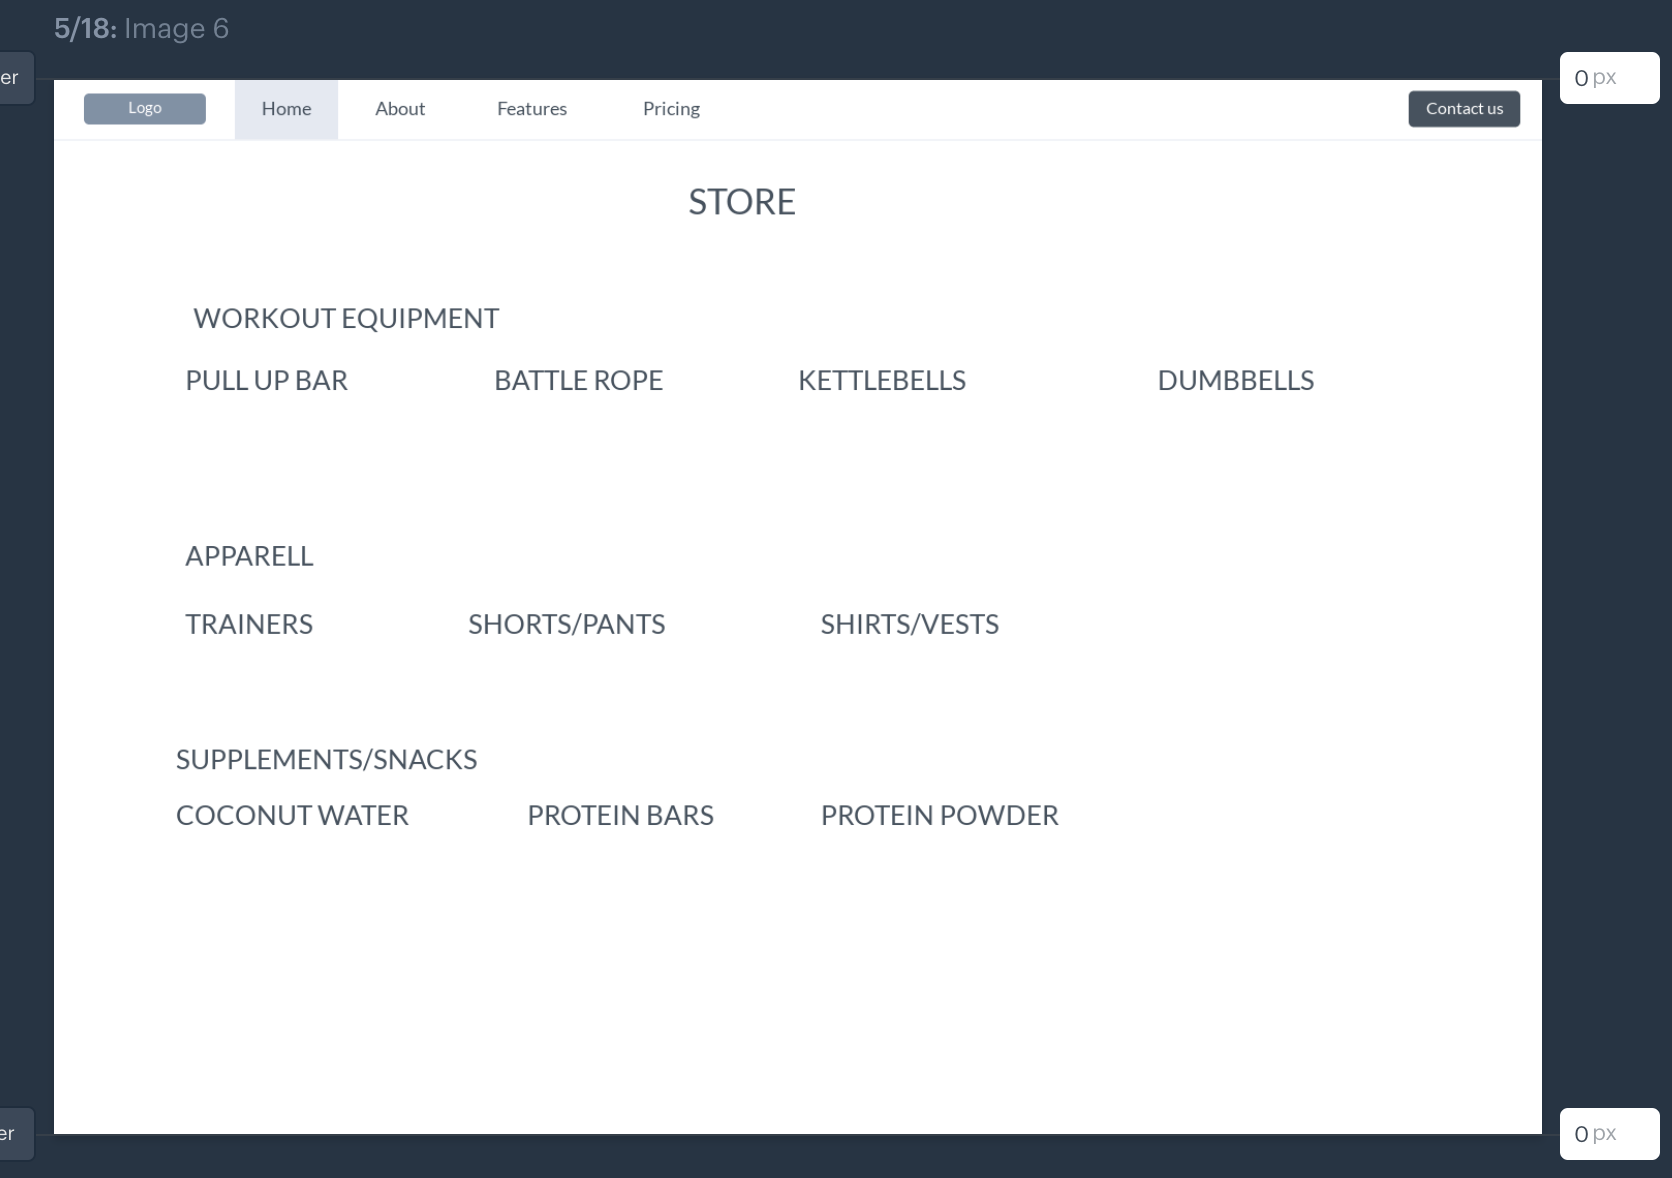 5/18: Image 6
er
0 px
Logo Home About Features Pricing Contact us
STORE
WORKOUT EQUIPMENT
PULL UP BAR BATTLE ROPE KETTLEBELLS DUMBBELLS
APPARELL
TRAINERS SHORTS/PANTS SHIRTS/VESTS
SUPPLEMENTS/SNACKS
COCONUT WATER PROTEIN BARS PROTEIN POWDER
er
0 px